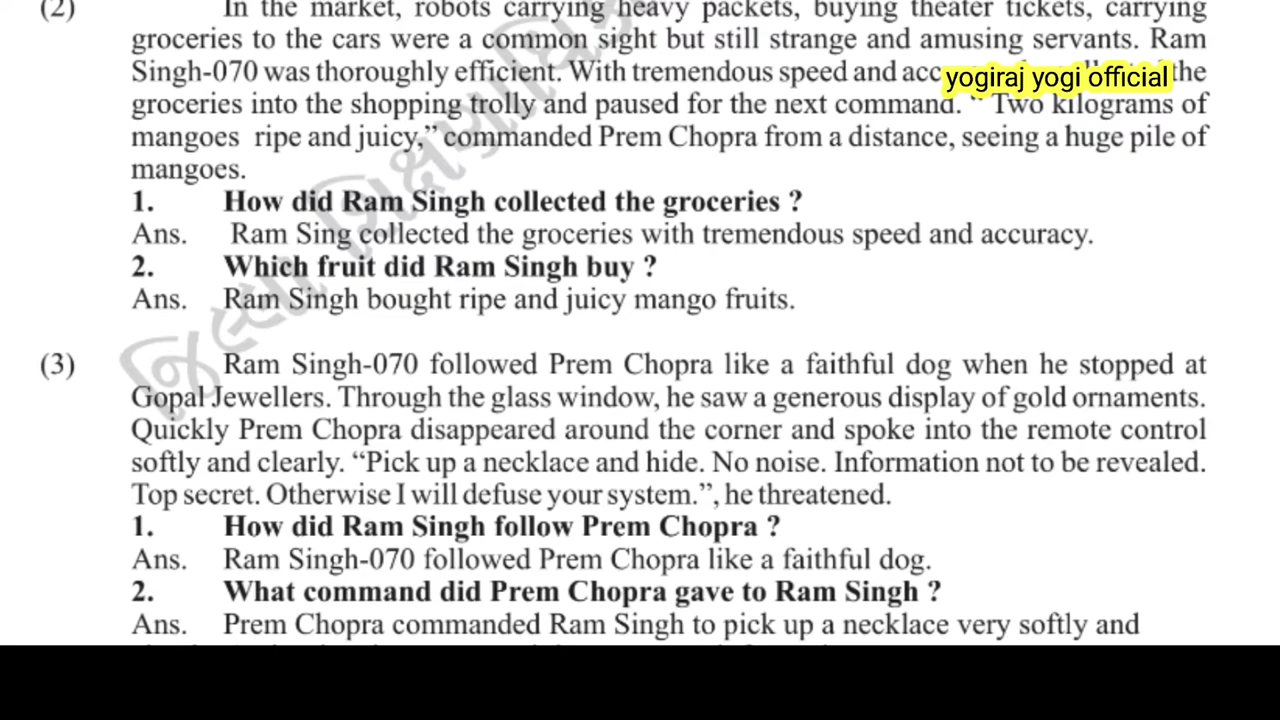 (2) In the market, robots carrying heavy packets, buying theater tickets, carrying
groceries to the cars were a common sight but still strange and amusing servants. Ram
Singh-070 was thoroughly efficient. With tremendous speed and the
yogiraj yogi official
groceries into the shopping trolly and paused for the next command. “ Two kilograms of
mangoes ripe and juicy,” commanded Prem Chopra from a distance, seeing a huge pile of
mangoes.
1. How did Ram Singh collected the groceries ?
Ans. Ram Sing collected the groceries with tremendous speed and accuracy.
2. Which fruit did Ram Singh buy ?
Ans. Ram Singh bought ripe and juicy mango fruits.
(3) Ram Singh-070 followed Prem Chopra like a faithful dog when he stopped at
Gopal Jewellers. Through the glass window, he saw a generous display of gold ornaments.
Quickly Prem Chopra disappeared around the corner and spoke into the remote control
softly and clearly. “Pick up a necklace and hide. No noise. Information not to be revealed.
Top secret. Otherwise I will defuse your system.”, he threatened.
1. How did Ram Singh follow Prem Chopra ?
Ans. Ram Singh-070 followed Prem Chopra like a faithful dog.
2. What command did Prem Chopra gave to Ram Singh ?
Ans. Prem Chopra commanded Ram Singh to pick up a necklace very softly and